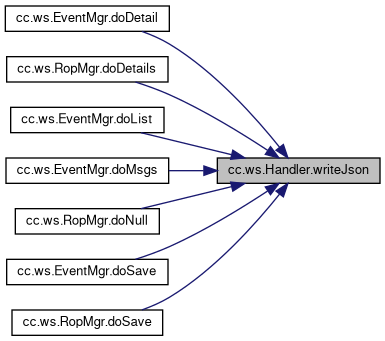 cc.ws.EventMgr.doDetail
cc.ws.RopMgr.doDetails
cc.ws.EventMgr.doList
cc.ws.EventMgr.doMsgs
cc.ws.Handler.writeJson
cc.ws.RopMgr.doNull
cc.ws.EventMgr.doSave
cc.ws.RopMgr.doSave